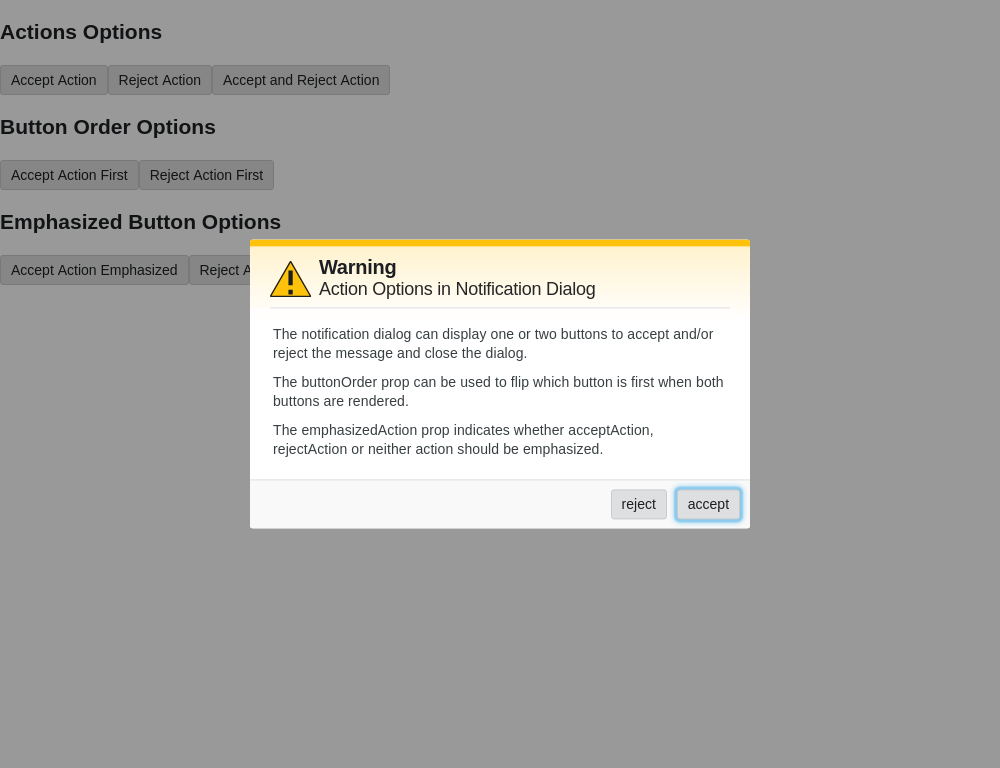 Actions Options
Accept Action Reject Action Accept and Reject Action
Button Order Options
Accept Action First Reject Action First
Emphasized Button Options
Accept Action Emphasized Reject
Warning
Action Options in Notification Dialog
The notification dialog can display one or two buttons to accept and/or
reject the message and close the dialog.
The buttonOrder prop can be used to flip which button is first when both
buttons are rendered.
The emphasizedAction prop indicates whether acceptAction,
rejectAction or neither action should be emphasized.
reject accept